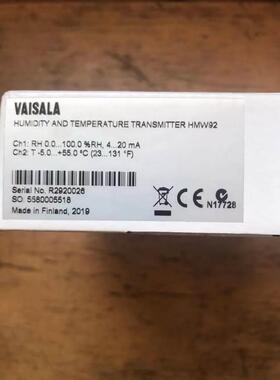 VAISALA
HUMIDITY AND TEMPERATURE TRANSMITTER HMW92
Ch1: RH 0.0...100.0 %RH, 4...20 mA
Ch2: T -5.0...+55.0 ºC (23...131 °F)
Serial No. R2920026
SO: 5580005518
Made in Finland, 2019
CE
N17728